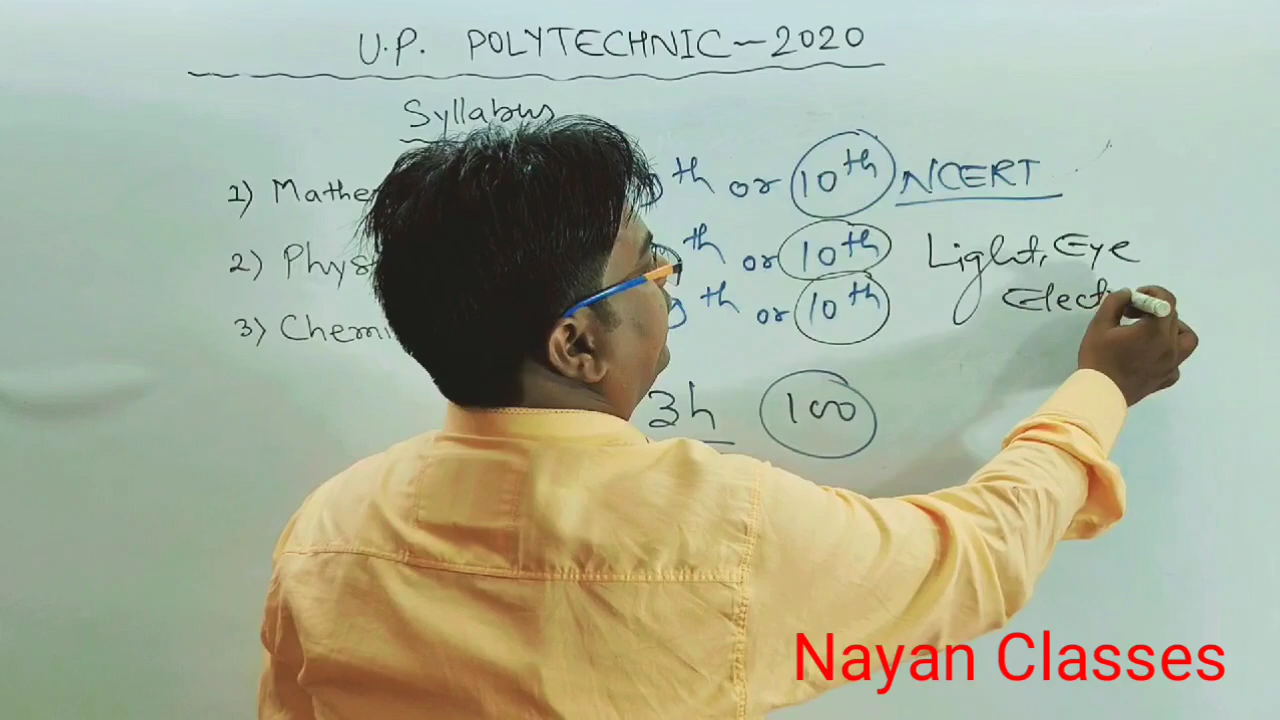 U.P. POLYTECHNIC-2020
Syllabus
1) Mathe th or 10th NCERT
2) Phys th or 10th Light, Eye
Elect
3) Chemi 9th or 10th
3h 100
Nayan Classes